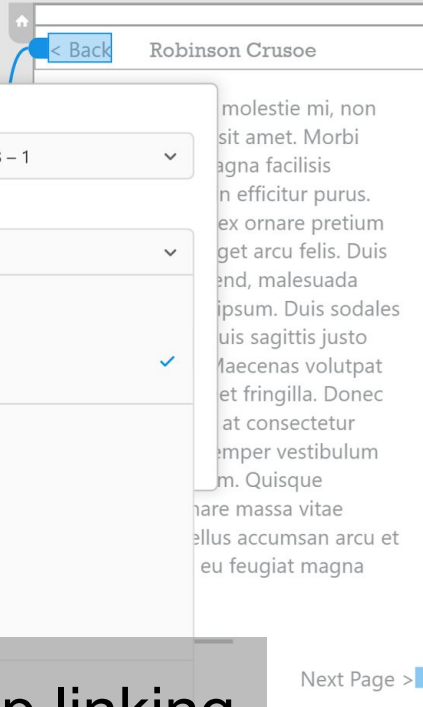 < Back
Robinson Crusoe
molestie mi, non
sit amet. Morbi
agna facilisis
n efficitur purus.
ex ornare pretium
get arcu felis. Duis
end, malesuada
ipsum. Duis sodales
uis sagittis justo
Maecenas volutpat
et fringilla. Donec
at consectetur
emper vestibulum
m. Quisque
nare massa vitae
ellus accumsan arcu et
eu feugiat magna
– 1
Next Page >
linking